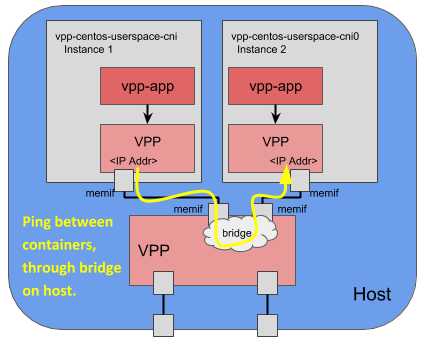 vpp-centos-userspace-cni
Instance 1
vpp-centos-userspace-cni0
Instance 2
vpp-app
vpp-app
VPP
<IP Addr>
VPP
<IP Addr>
memif
memif
memif
memif
Ping between
containers,
through bridge
on host.
VPP
bridge
Host